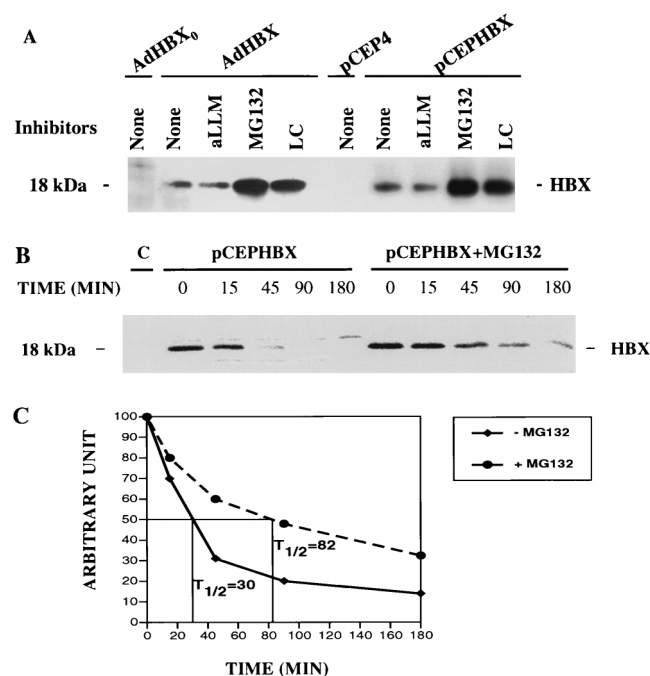 A
AdHBX0 AdHBX pCEP4 pCEPHBX
Inhibitors None None aLLM MG132 LC None None aLLM MG132 LC
18 kDa - - HBX
B
C pCEPHBX pCEPHBX+MG132
TIME (MIN) 0 15 45 90 180 0 15 45 90 180
18 kDa - - HBX
C
ARBITRARY UNIT
100
90
80
70
60
50
40
30
20
10
0
T1/2=82
T1/2=30
0 20 40 60 80 100 120 140 160 180
TIME (MIN)
- MG132
+ MG132